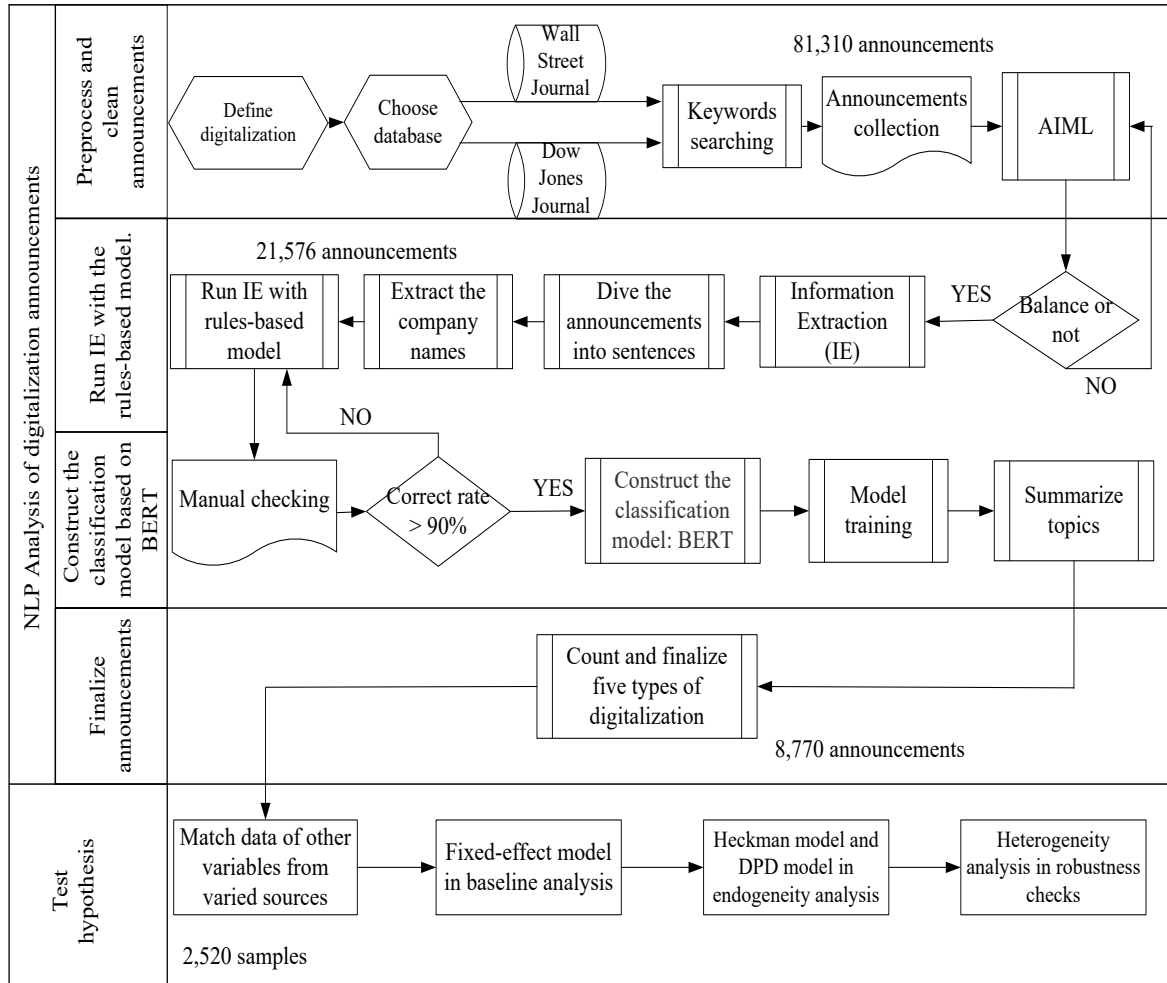 NLP Analysis of digitalization announcements
Preprocess and
clean
announcements
Define
digitalization
Choose
database
Wall
Street
Journal
Dow
Jones
Journal
Keywords
searching
81,310 announcements
Announcements
collection
AIML
Run IE with the
rules-based model.
21,576 announcements
Run IE with
rules-based
model
Extract the
company
names
Dive the
announcements
into sentences
Information
Extraction
(IE)
YES
Balance or
not
NO
NO
Construct the
classification
model based on
BERT
Manual checking
Correct rate
> 90%
YES
Construct the
classification
model: BERT
Model
training
Summarize
topics
Finalize
announcements
Count and finalize
five types of
digitalization
8,770 announcements
Test
hypothesis
Match data of other
variables from
varied sources
Fixed-effect model
in baseline analysis
Heckman model and
DPD model in
endogeneity analysis
Heterogeneity
analysis in robustness
checks
2,520 samples